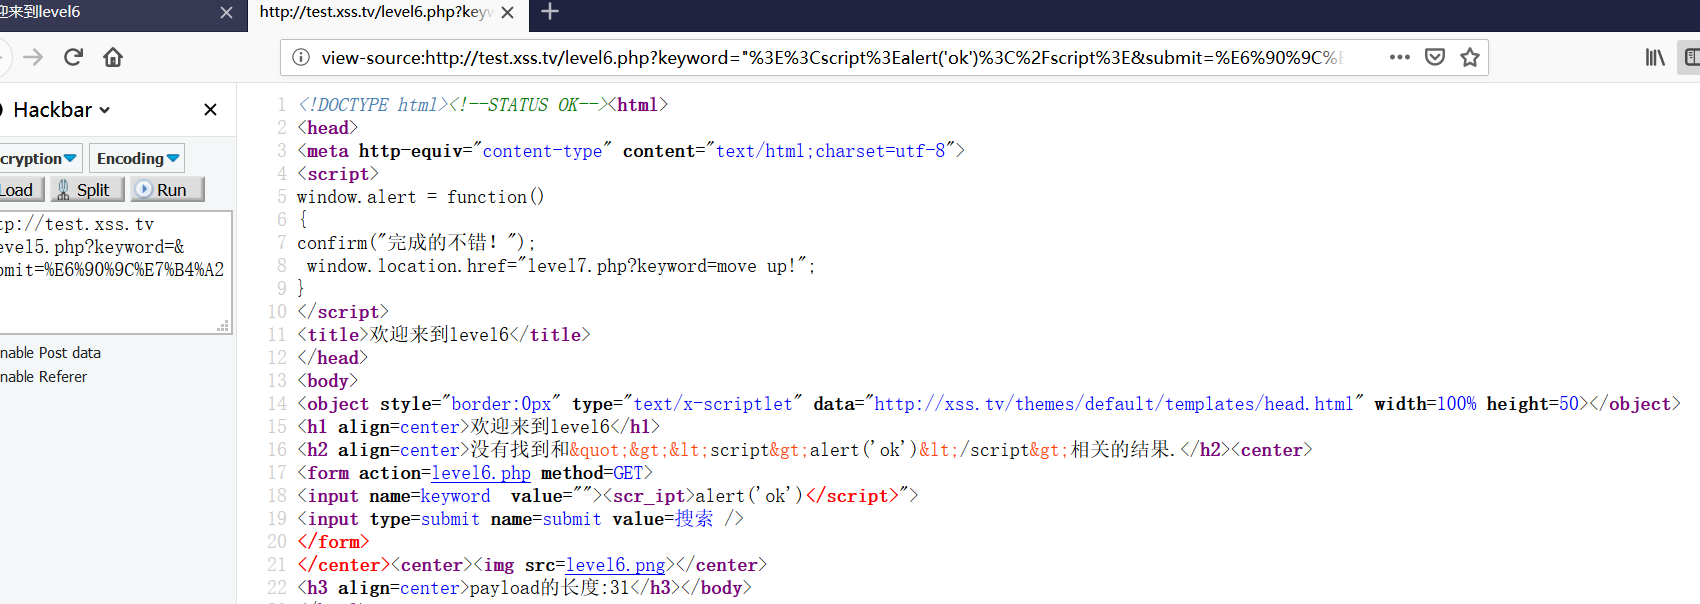 迎来到level6
http://test.xss.tv/level6.php?keyw
view-source:http://test.xss.tv/level6.php?keyword="%3E%3Cscript%3Ealert('ok')%3C%2Fscript%3E&submit=%E6%90%9C%E
Hackbar
cryption
Encoding
Load
Split
Run
tp://test.xss.tv
evel5.php?keyword=&
bmit=%E6%90%9C%E7%B4%A2
nable Post data
nable Referer
1 <!DOCTYPE html><!--STATUS OK--><html>
2 <head>
3 <meta http-equiv="content-type" content="text/html;charset=utf-8">
4 <script>
5 window.alert = function()
6 {
7 confirm("完成的不错！");
8  window.location.href="level7.php?keyword=move up!";
9 }
10 </script>
11 <title>欢迎来到level6</title>
12 </head>
13 <body>
14 <object style="border:0px" type="text/x-scriptlet" data="http://xss.tv/themes/default/templates/head.html" width=100% height=50></object>
15 <h1 align=center>欢迎来到level6</h1>
16 <h2 align=center>没有找到和&quot;&gt;&lt;script&gt;alert('ok')&lt;/script&gt;相关的结果.</h2><center>
17 <form action=level6.php method=GET>
18 <input name=keyword  value=""><scr_ipt>alert('ok')</script>">
19 <input type=submit name=submit value=搜索 />
20 </form>
21 </center><center><img src=level6.png></center>
22 <h3 align=center>payload的长度:31</h3></body>